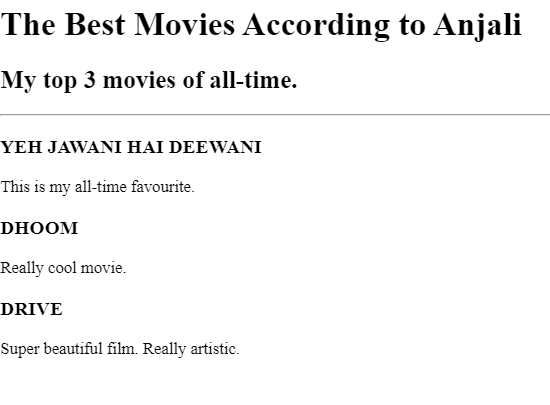 The Best Movies According to Anjali
My top 3 movies of all-time.
YEH JAWANI HAI DEEWANI
This is my all-time favourite.
DHOOM
Really cool movie.
DRIVE
Super beautiful film. Really artistic.